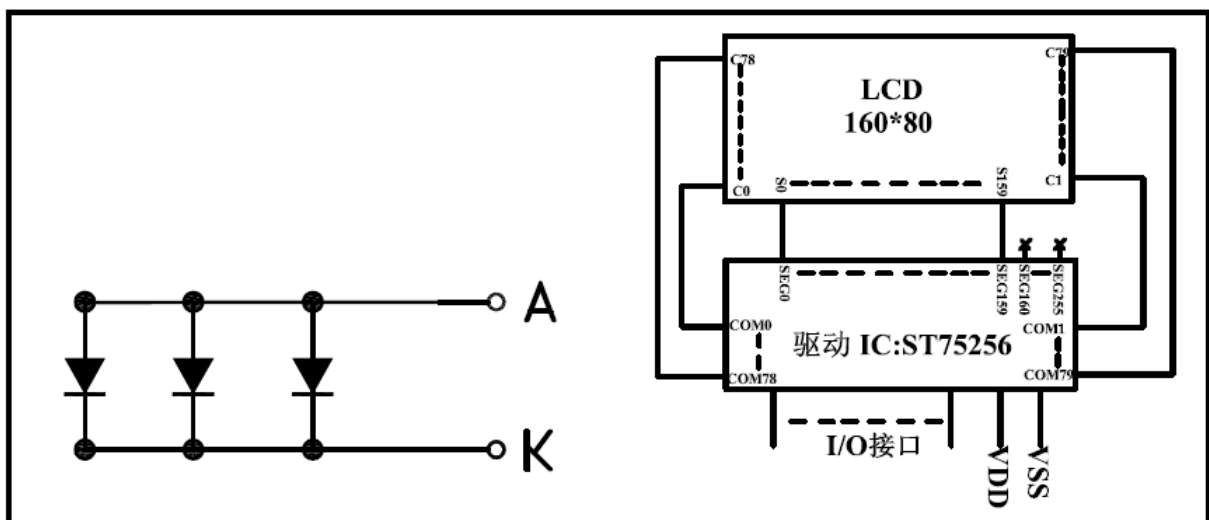 A
K
C78
C79
LCD
160*80
C0
S0
S159
C1
SEG0
SEG159
SEG160
SEG255
COM0
COM1
驱动 IC:ST75256
COM78
COM79
I/O接口
VDD
VSS